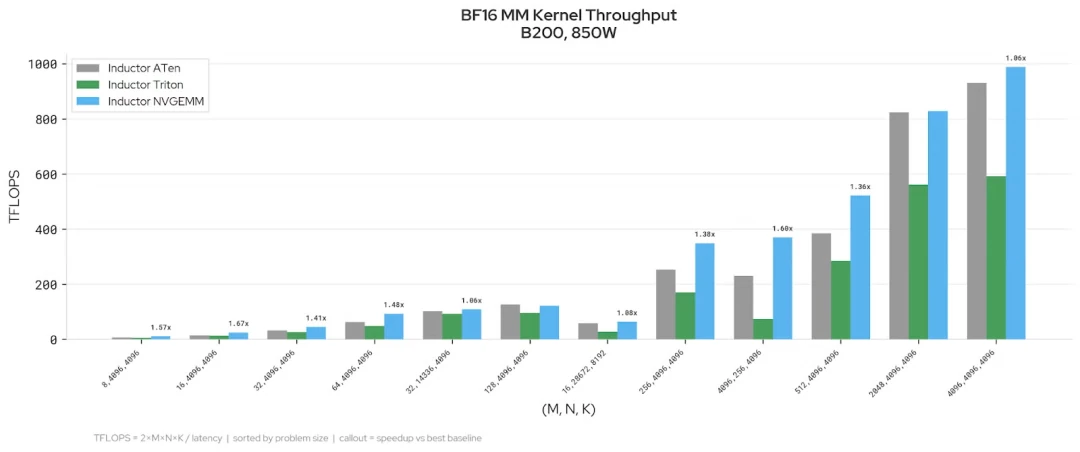 BF16 MM Kernel Throughput
B200, 850W
Inductor ATen
Inductor Triton
Inductor NVGEMM
TFLOPS
1000
800
600
400
200
0
1.57x
1.67x
1.41x
1.48x
1.06x
1.08x
1.38x
1.60x
1.36x
1.06x
8,4096,4096
16,4096,4096
32,4096,4096
64,4096,4096
32,14336,4096
128,4096,4096
16,28672,8192
256,4096,4096
4096,256,4096
512,4096,4096
2048,4096,4096
4096,4096,4096
(M, N, K)
TFLOPS = 2×M×N×K / latency | sorted by problem size | callout = speedup vs best baseline